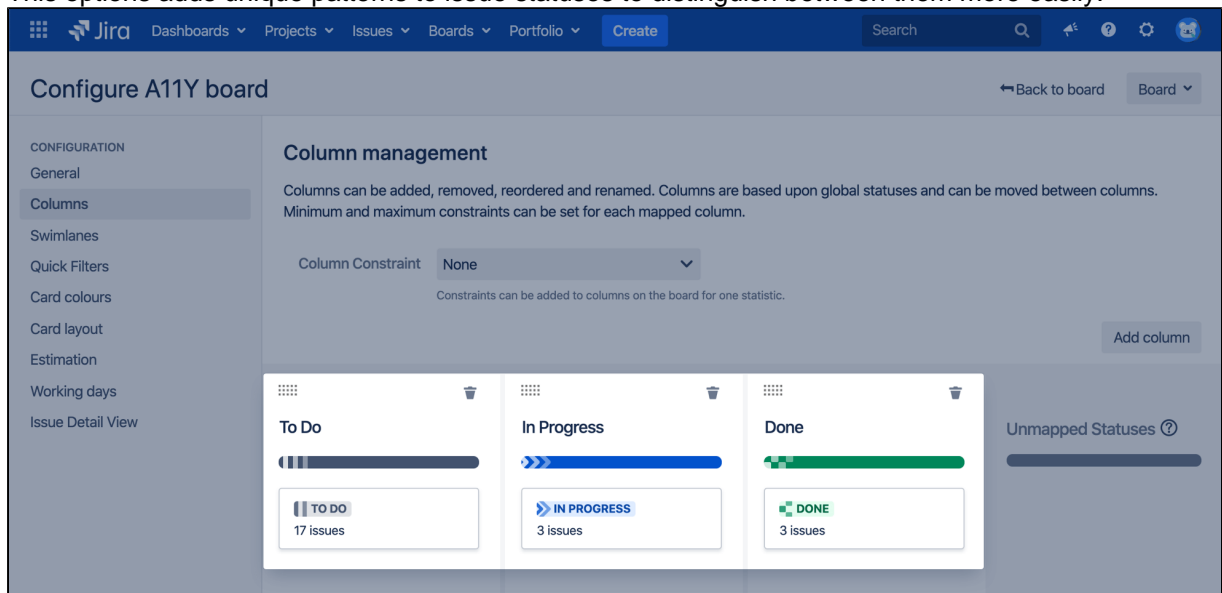 This options adds unique patterns to issue statuses to distinguish between them more easily.
Jira Dashboards Projects Issues Boards Portfolio Create Search
Configure A11Y board
Back to board Board
CONFIGURATION
General
Columns
Swimlanes
Quick Filters
Card colours
Card layout
Estimation
Working days
Issue Detail View
Column management
Columns can be added, removed, reordered and renamed. Columns are based upon global statuses and can be moved between columns.
Minimum and maximum constraints can be set for each mapped column.
Column Constraint None
Constraints can be added to columns on the board for one statistic.
Add column
To Do
TO DO
17 issues
In Progress
IN PROGRESS
3 issues
Done
DONE
3 issues
Unmapped Statuses ?